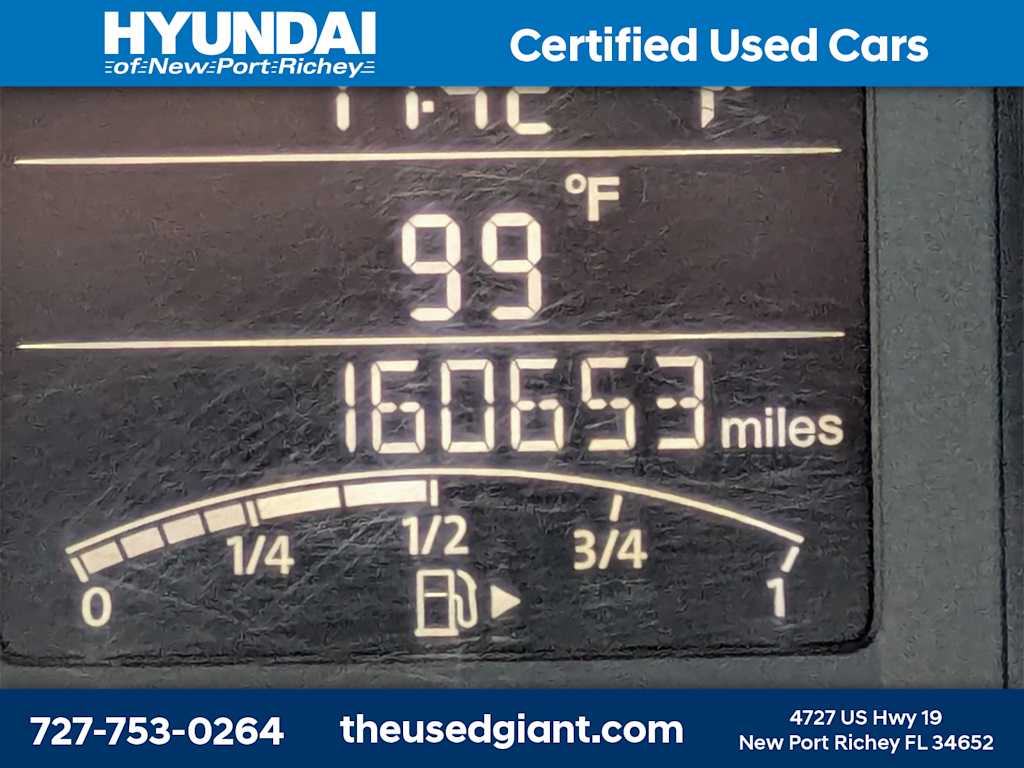 HYUNDAI
of New Port Richey
Certified Used Cars
99 °F
160653 miles
0 1/4 1/2 3/4 1
727-753-0264
theusedgiant.com
4727 US Hwy 19
New Port Richey FL 34652